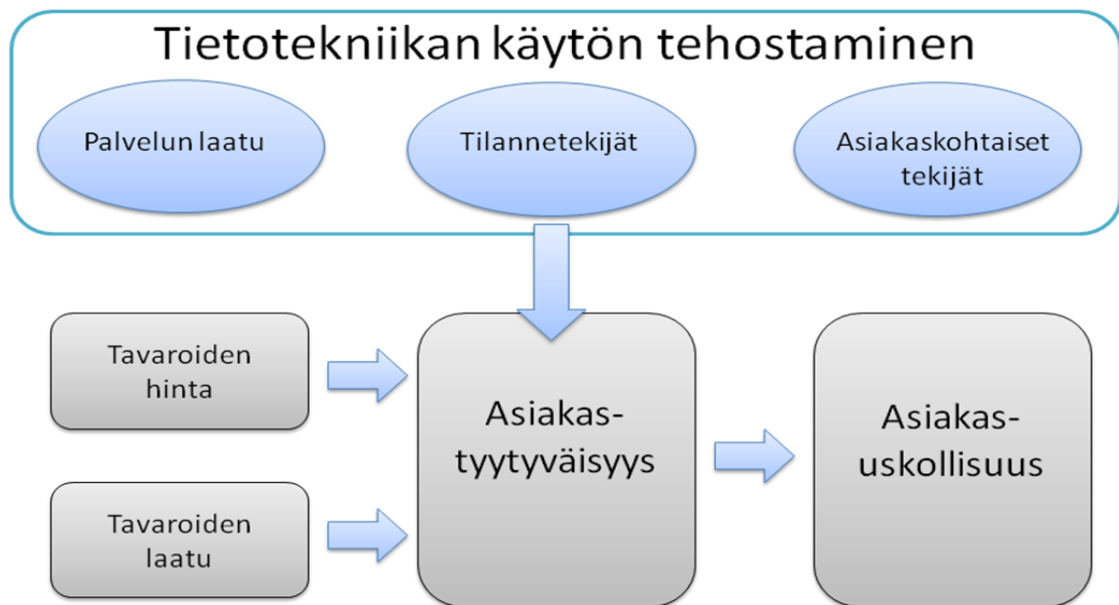 Tietotekniikan käytön tehostaminen
Palvelun laatu
Tilannetekijät
Asiakaskohtaiset
tekijät
Tavaroiden
hinta
Asiakas-
tyytyväisyys
Asiakas-
uskollisuus
Tavaroiden
laatu